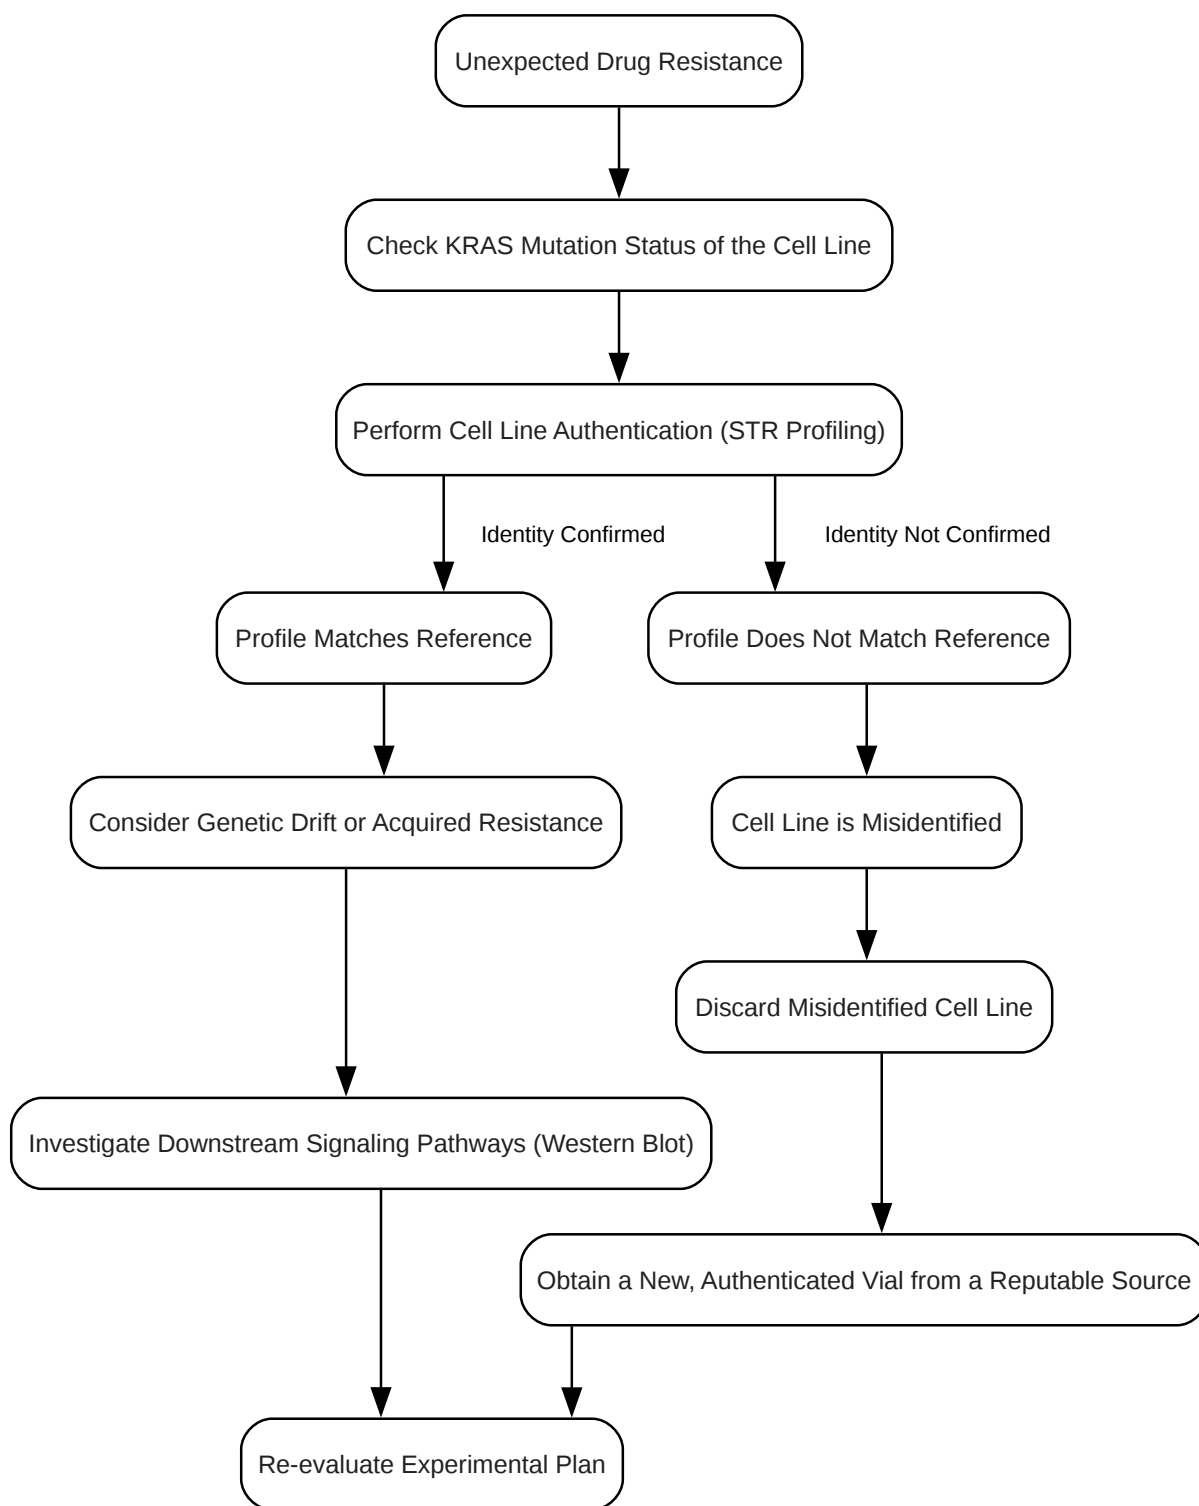 Unexpected Drug Resistance
Check KRAS Mutation Status of the Cell Line
Perform Cell Line Authentication (STR Profiling)
Identity Confirmed
Identity Not Confirmed
Profile Matches Reference
Profile Does Not Match Reference
Consider Genetic Drift or Acquired Resistance
Cell Line is Misidentified
Discard Misidentified Cell Line
Investigate Downstream Signaling Pathways (Western Blot)
Obtain a New, Authenticated Vial from a Reputable Source
Re-evaluate Experimental Plan